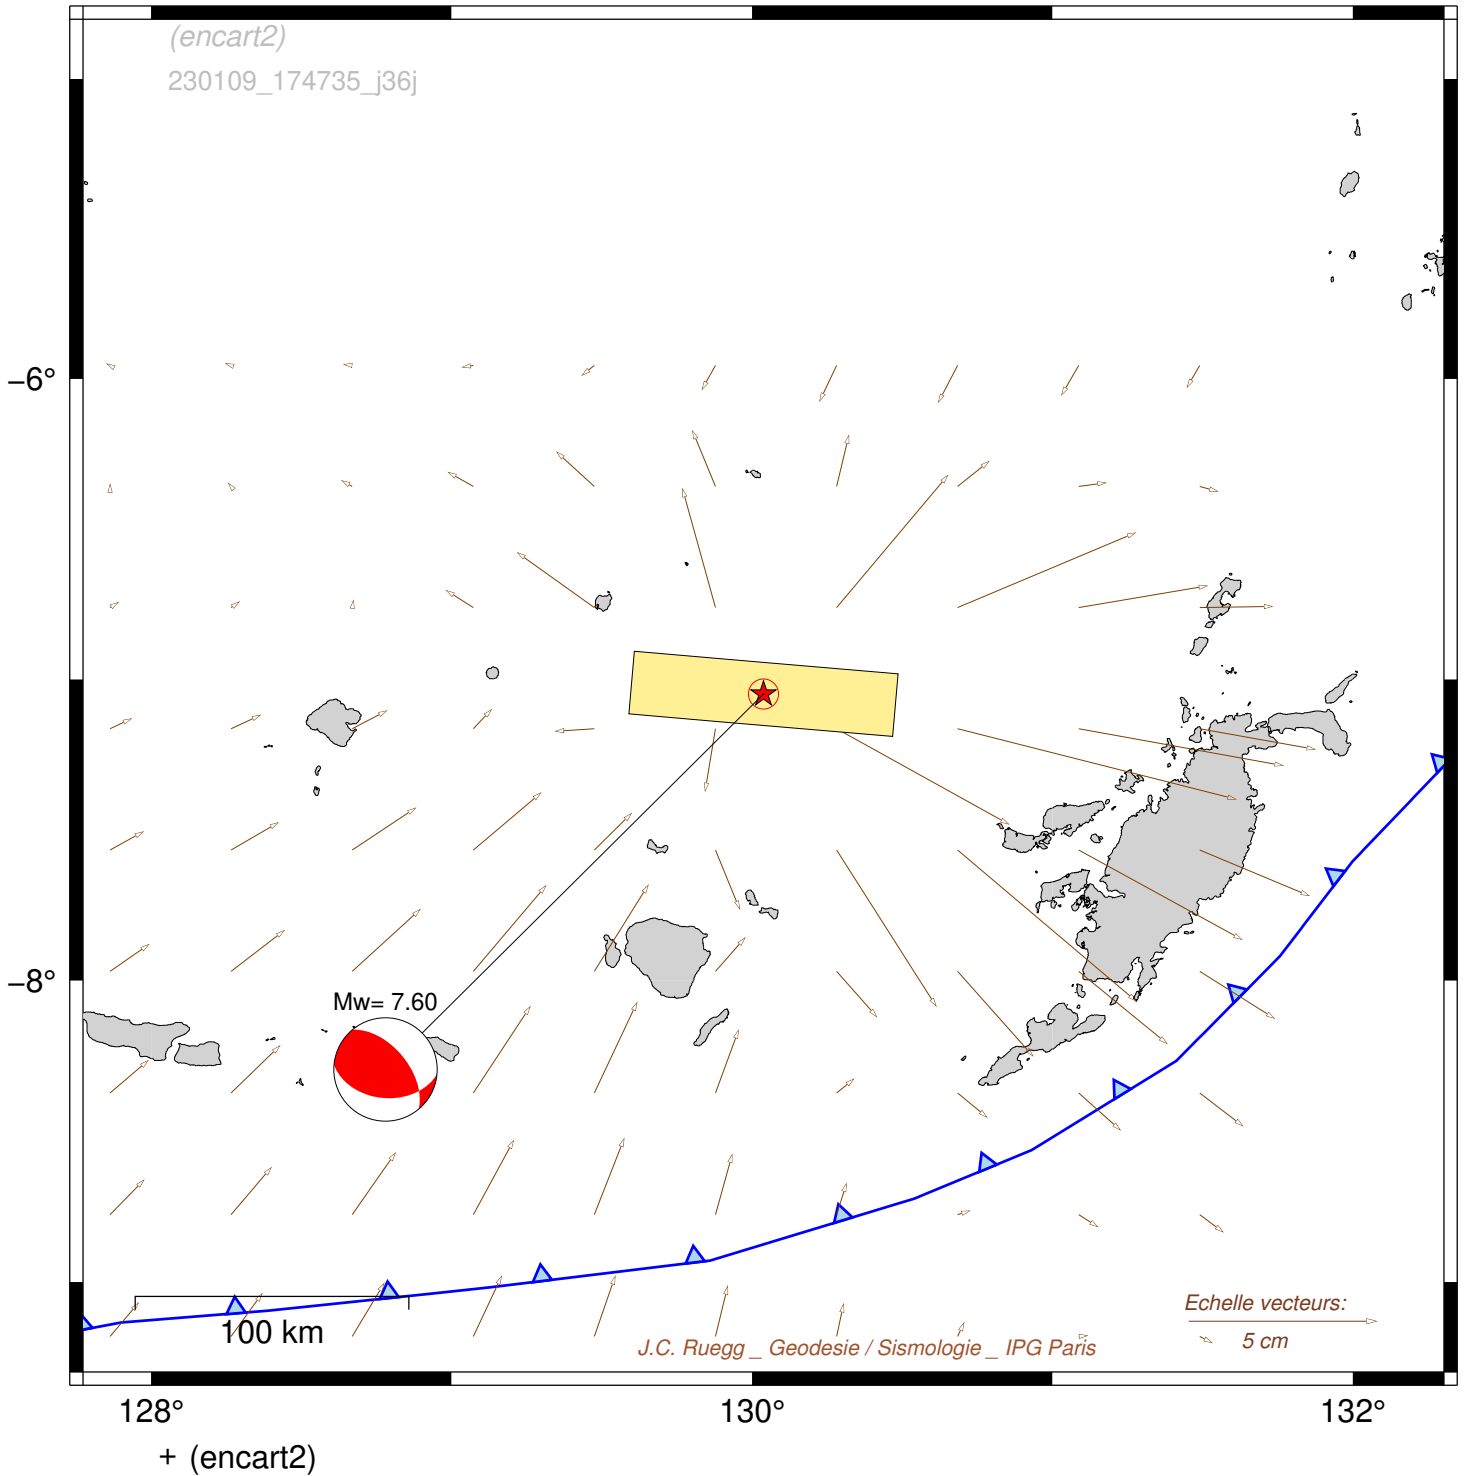 (encart2)
230109_174735_j36j
−6°
−8°
Mw= 7.60
100 km
Echelle vecteurs:
5 cm
J.C. Ruegg _ Geodesie / Sismologie _ IPG Paris
128°
130°
132°
+ (encart2)